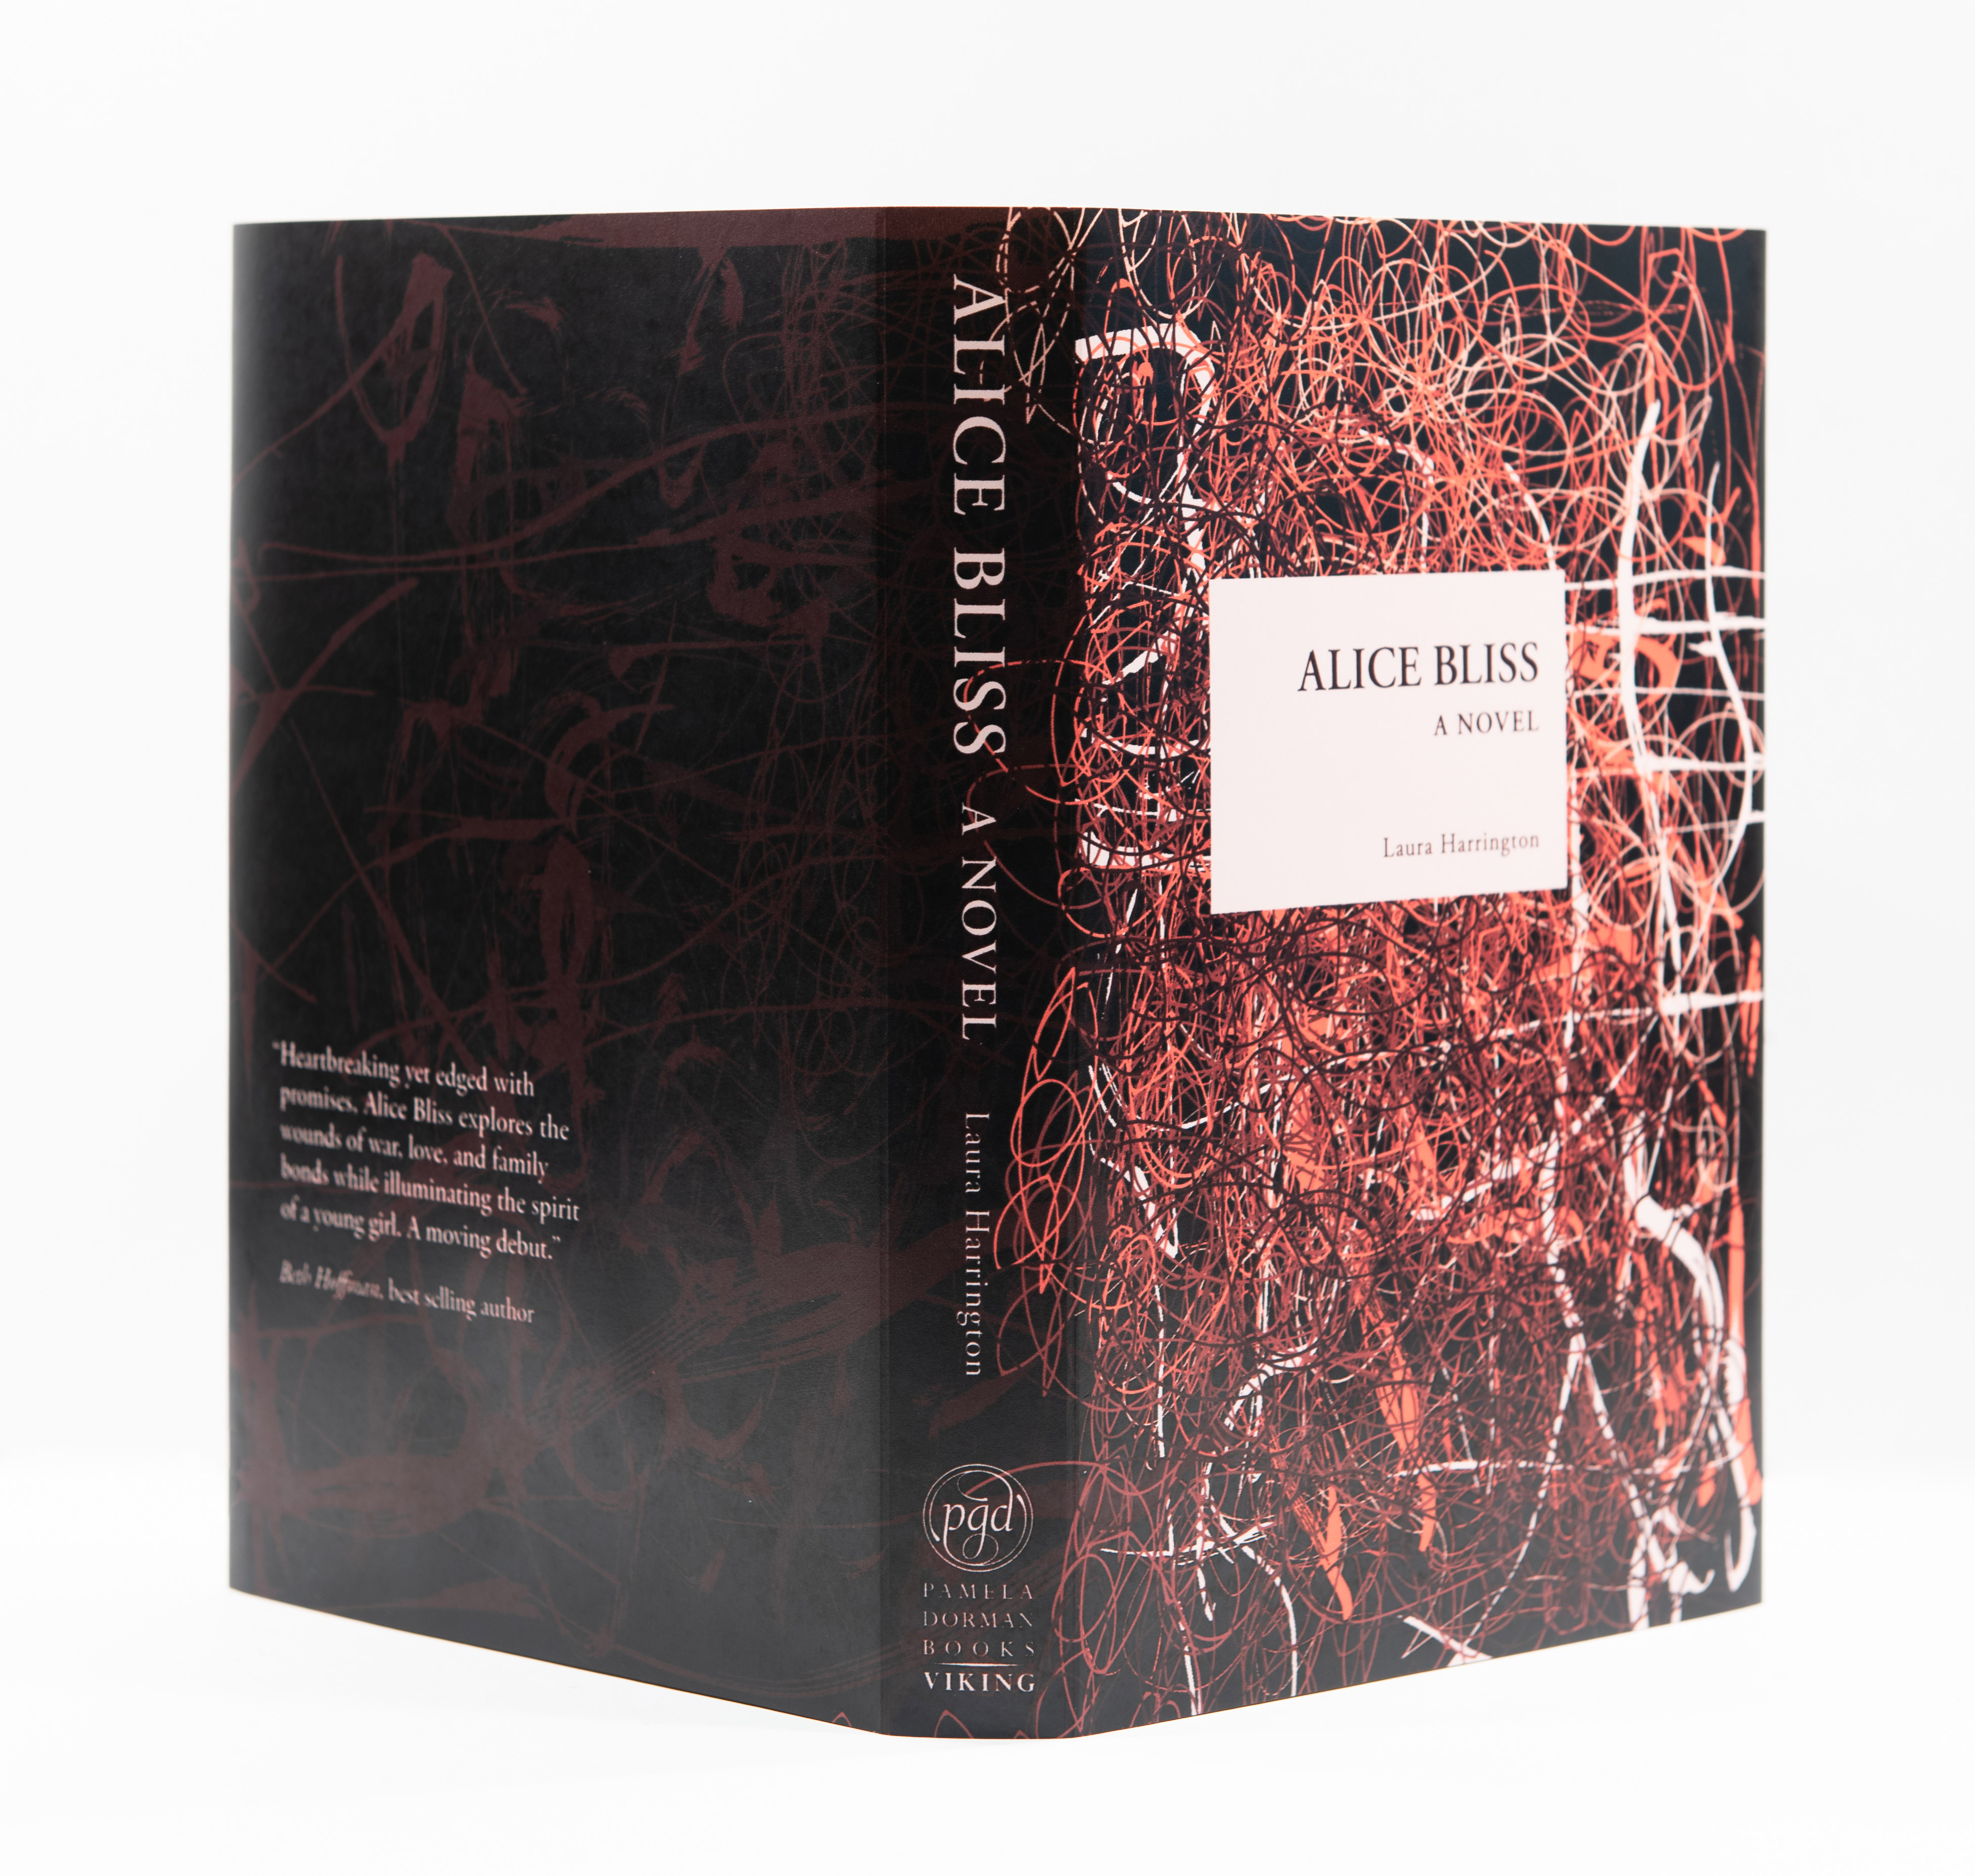 "Heartbreaking yet edged with
promises, Alice Bliss explores the
wounds of war, love, and family
bonds while illuminating the spirit
of a young girl. A moving debut."
Beth Hoffman, best selling author
ALICE BLISS A NOVEL Laura Harrington
pgd
PAMELA
DORMAN
BOOKS
VIKING
ALICE BLISS
A NOVEL
Laura Harrington